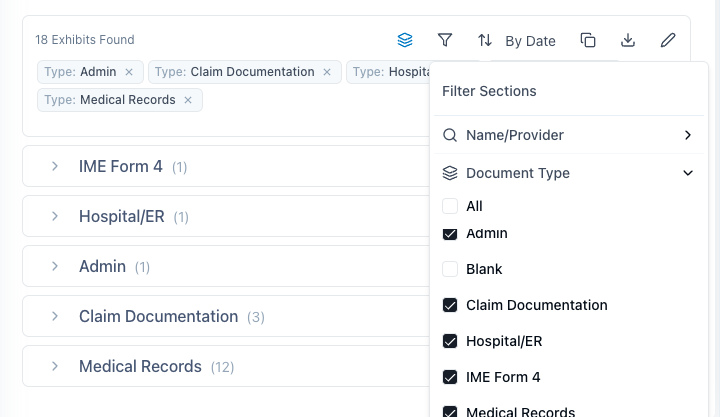 18 Exhibits Found
By Date
Type: Admin ×
Type: Claim Documentation ×
Type:
Type: Medical Records ×
IME Form 4 (1)
Hospital/ER (1)
Admin (1)
Claim Documentation (3)
Medical Records (12)
Filter Sections
Name/Provider
Document Type
All
Admin
Blank
Claim Documentation
Hospital/ER
IME Form 4
Medical Records